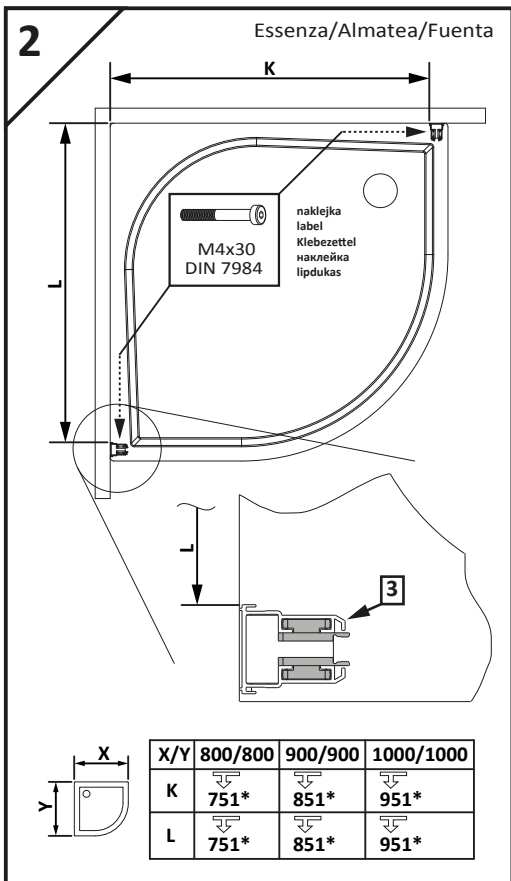 2
Essenza/Almatea/Fuenta
K
L
M4x30
DIN 7984
naklejka
label
Klebezettel
наклейка
lipdukas
L
3
X
Y
X/Y 800/800 900/900 1000/1000
K 751* 851* 951*
L 751* 851* 951*